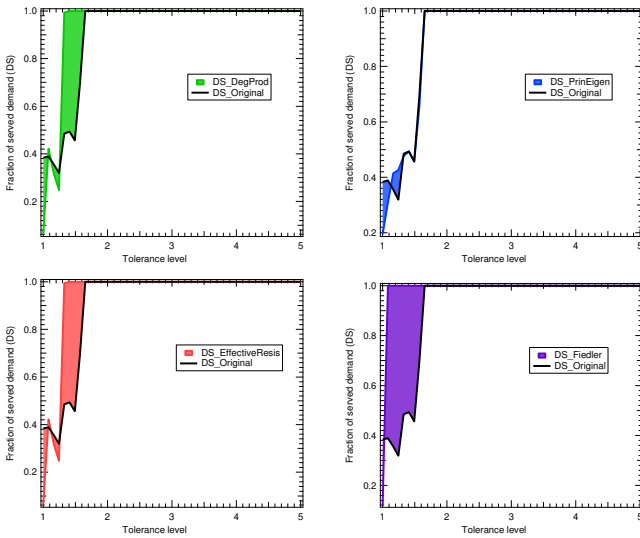 Fraction of served demand (DS)
1.0
0.8
0.6
0.4
0.2
DS_DegProd
DS_Original
1 2 3 4 5
Tolerance level
Fraction of served demand (DS)
1.0
0.8
0.6
0.4
0.2
DS_PrinEigen
DS_Original
1 2 3 4 5
Tolerance level
Fraction of served demand (DS)
1.0
0.8
0.6
0.4
0.2
DS_EffectiveResis
DS_Original
1 2 3 4 5
Tolerance level
Fraction of served demand (DS)
1.0
0.8
0.6
0.4
0.2
DS_Fiedler
DS_Original
1 2 3 4 5
Tolerance level